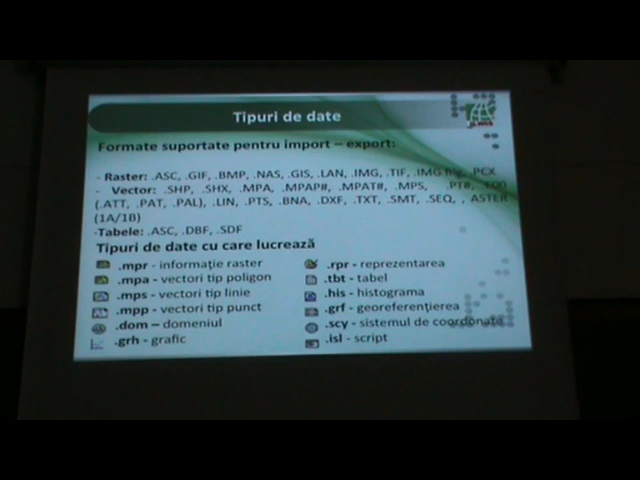 Tipuri de date
Formate suportate pentru import – export:
- Raster: .ASC, .GIF, .BMP, .NAS, .GIS, .LAN, .IMG, .TIF, .IMG .PCX
- Vector: .SHP, .SHX, .MPA, .MPAP#, .MPAT#, .MPS, .PT#, .E00
(.ATT, .PAT, .PAL), .LIN, .PTS, .BNA, .DXF, .TXT, .SMT, .SEQ, , ASTER
(1A/1B)
-Tabele: .ASC, .DBF, .SDF
Tipuri de date cu care lucrează
.mpr - informaţie raster
.mpa - vectori tip poligon
.mps - vectori tip linie
.mpp - vectori tip punct
.dom – domeniul
.grh - grafic
.rpr - reprezentarea
.tbt - tabel
.his - histograma
.grf - georeferenţierea
.scy - sistemul de coordonate
.isl - script